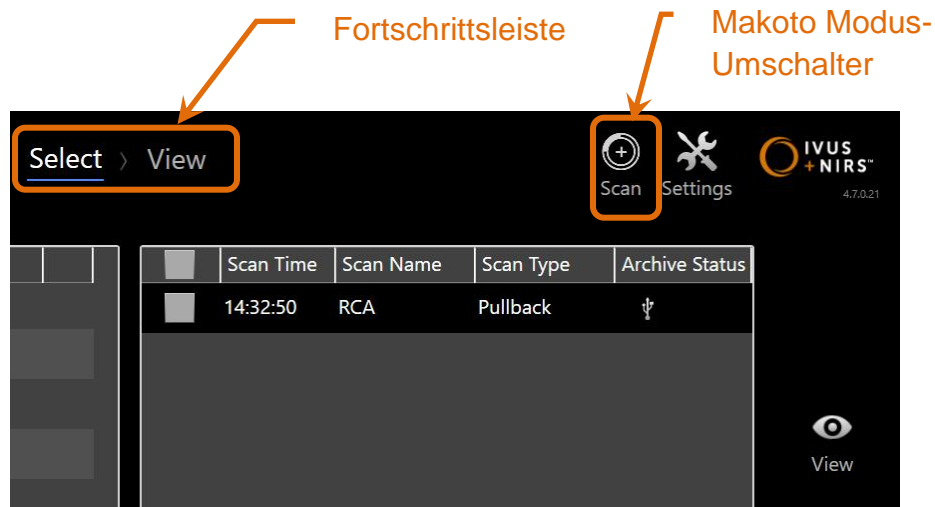 Fortschrittsleiste
Makoto Modus-
Umschalter
Select > View
Scan
Settings
IVUS
+NIRS™
4.7.0.21
Scan Time Scan Name Scan Type Archive Status
14:32:50 RCA Pullback
View